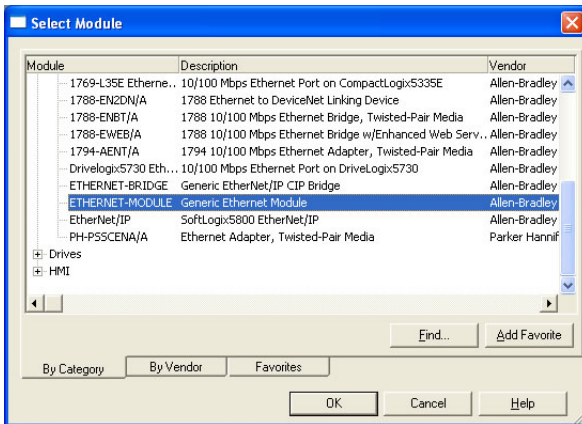 Select Module
Module Description Vendor
1769-L35E Etherne.. 10/100 Mbps Ethernet Port on CompactLogix5335E Allen-Bradley
1788-EN2DN/A 1788 Ethernet to DeviceNet Linking Device Allen-Bradley
1788-ENBT/A 1788 10/100 Mbps Ethernet Bridge, Twisted-Pair Media Allen-Bradley
1788-EWEB/A 1788 10/100 Mbps Ethernet Bridge w/Enhanced Web Serv.. Allen-Bradley
1794-AENT/A 1794 10/100 Mbps Ethernet Adapter, Twisted-Pair Media Allen-Bradley
Drivelogix5730 Eth... 10/100 Mbps Ethernet Port on DriveLogix5730 Allen-Bradley
ETHERNET-BRIDGE Generic EtherNet/IP CIP Bridge Allen-Bradley
ETHERNET-MODULE Generic Ethernet Module Allen-Bradley
EtherNet/IP SoftLogix5800 EtherNet/IP Allen-Bradley
PH-PSSCENA/A Ethernet Adapter, Twisted-Pair Media Parker Hannif
Drives
HMI
Find... Add Favorite
By Category By Vendor Favorites
OK Cancel Help